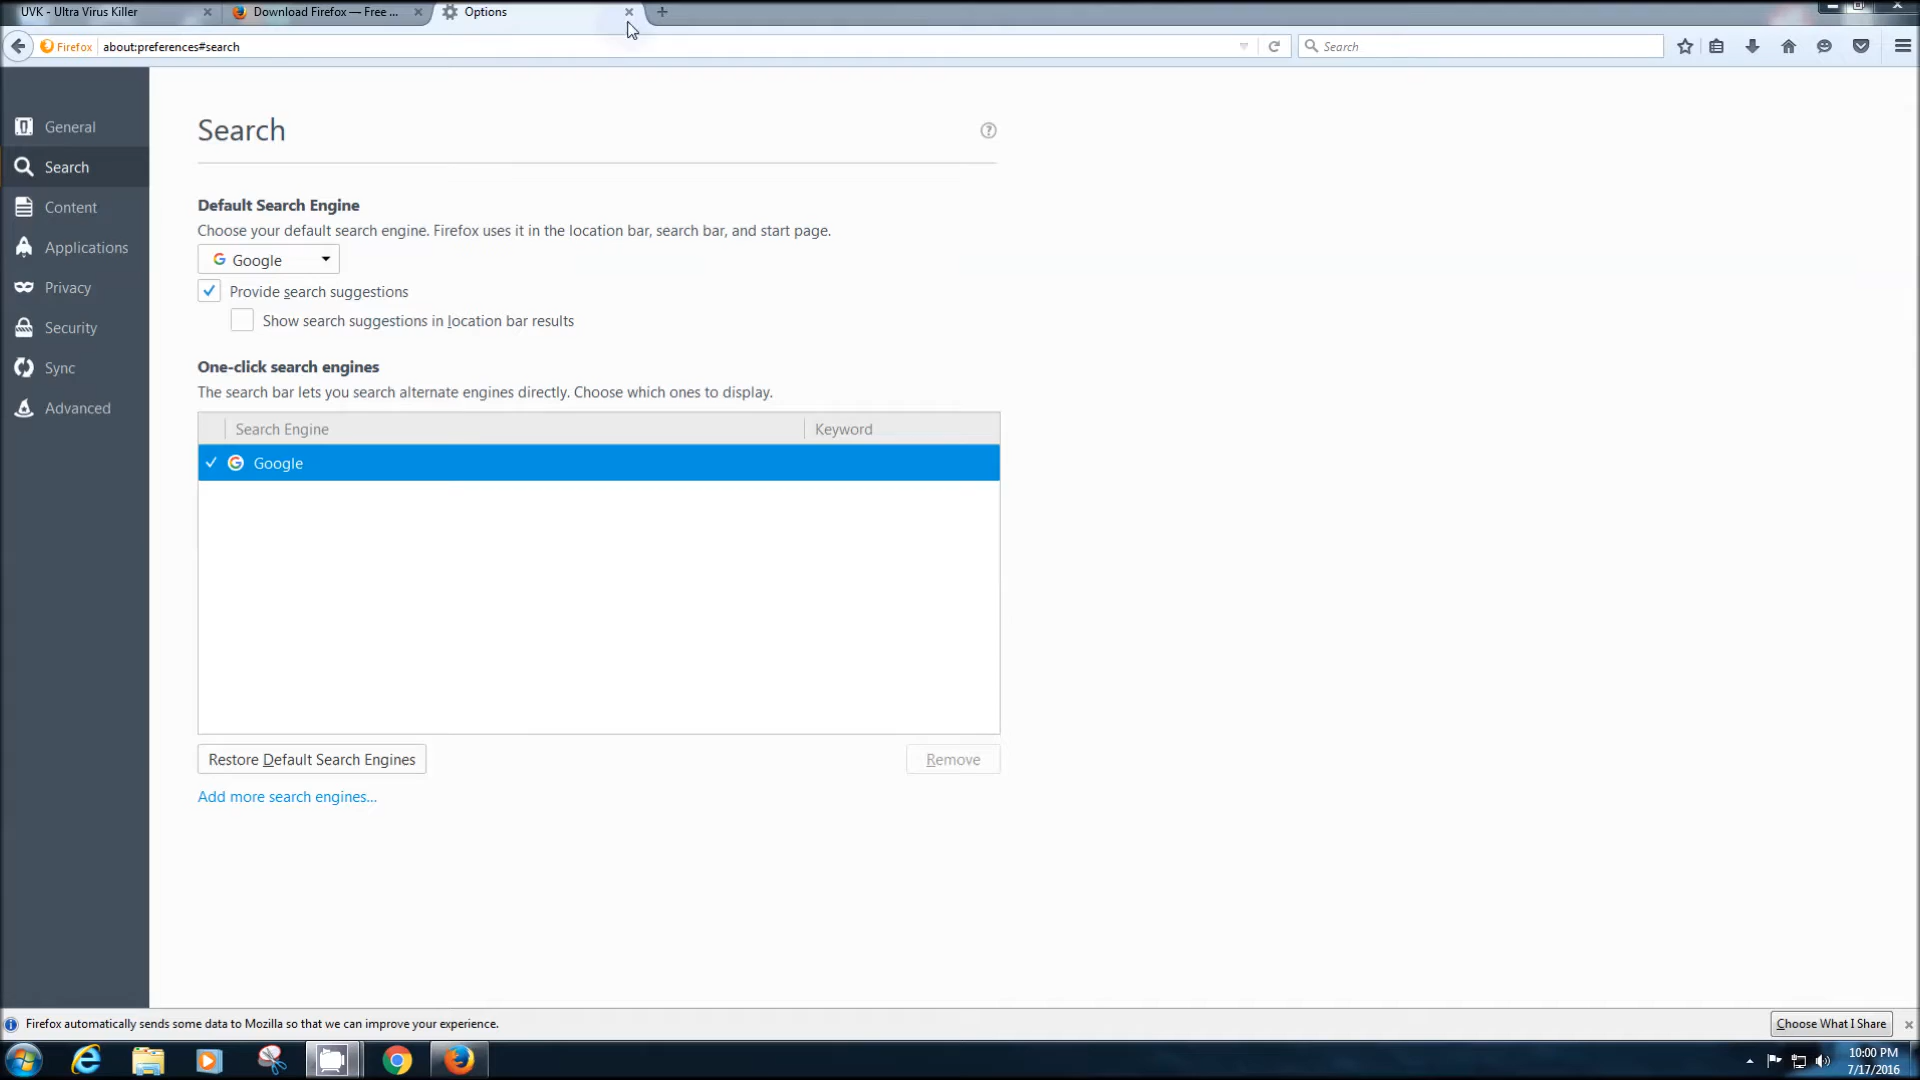 UVK - Ultra Virus Killer
Download Firefox — Free ...
Options
Firefox
about:preferences#search
Search
General
Search
Content
Applications
Privacy
Security
Sync
Advanced
Search
Default Search Engine
Choose your default search engine. Firefox uses it in the location bar, search bar, and start page.
Google
Provide search suggestions
Show search suggestions in location bar results
One-click search engines
The search bar lets you search alternate engines directly. Choose which ones to display.
Search Engine Keyword
Google
Restore Default Search Engines
Remove
Add more search engines...
Firefox automatically sends some data to Mozilla so that we can improve your experience.
Choose What I Share
10:00 PM
7/17/2016